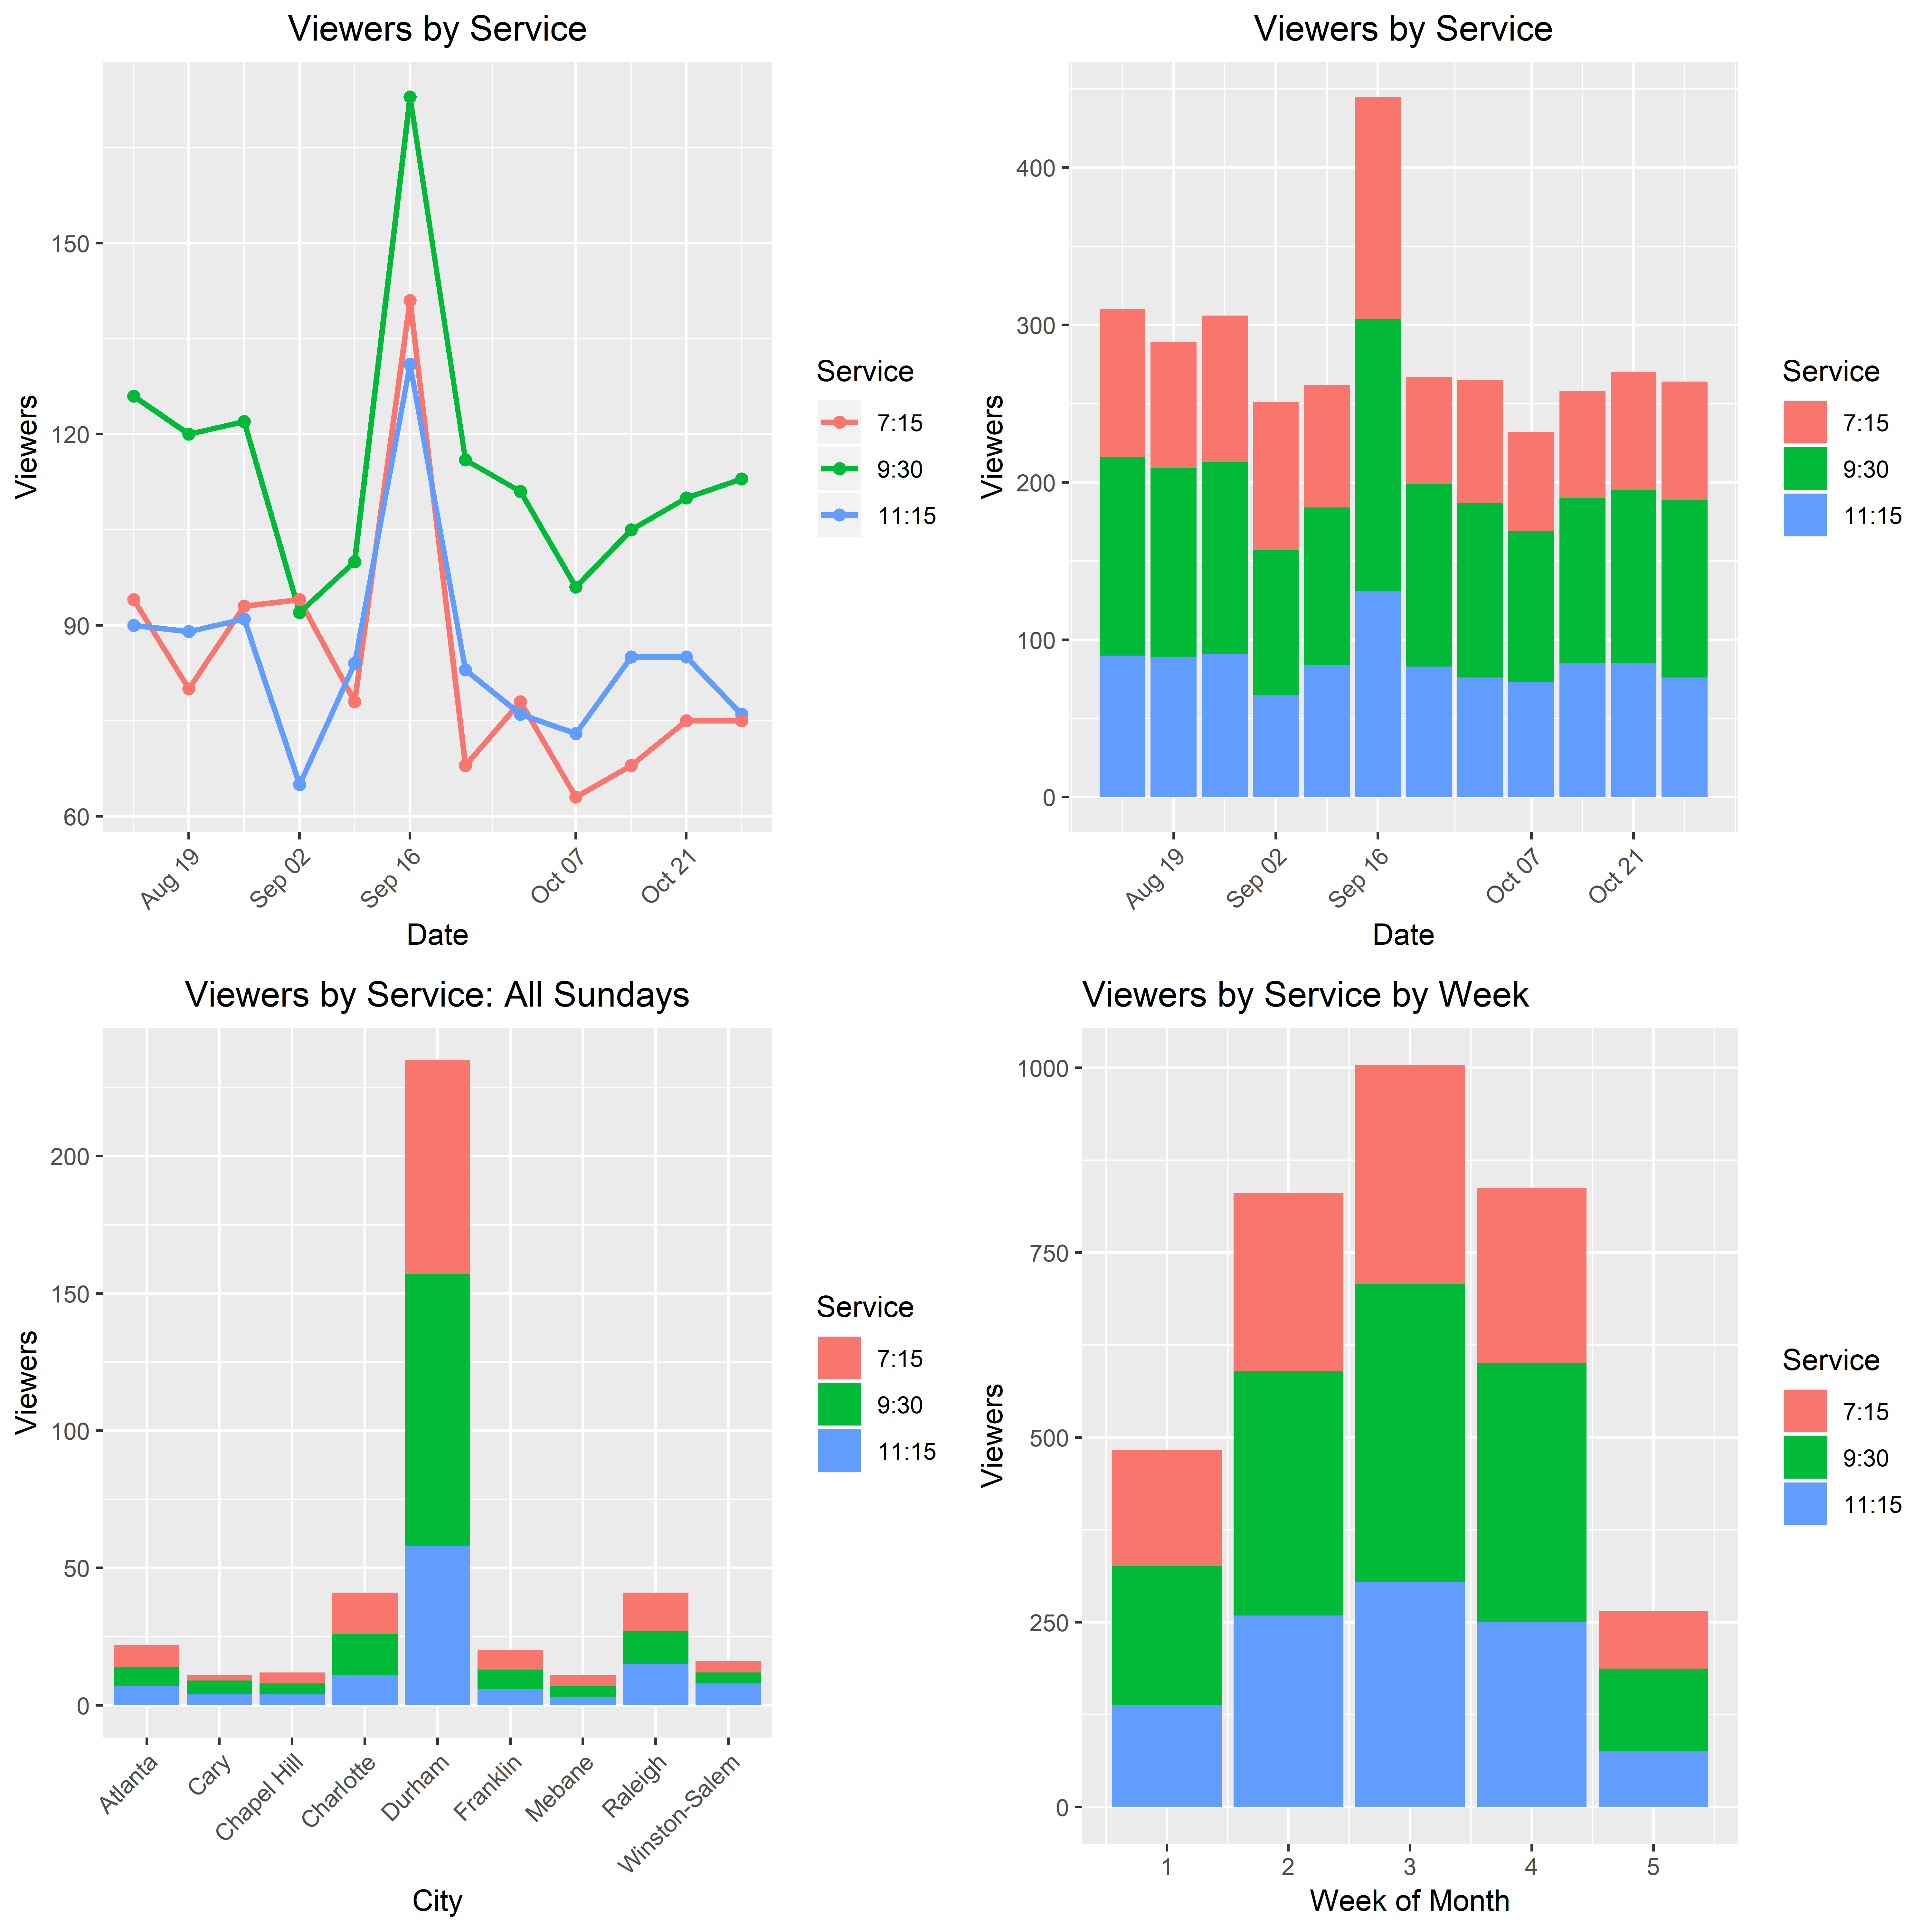 Viewers by Service
Viewers
150
120
90
60
Aug 19
Sep 02
Sep 16
Oct 07
Oct 21
Date
Service
7:15
9:30
11:15
Viewers by Service
Viewers
400
300
200
100
0
Aug 19
Sep 02
Sep 16
Oct 07
Oct 21
Date
Service
7:15
9:30
11:15
Viewers by Service: All Sundays
Viewers
200
150
100
50
0
Atlanta
Cary
Chapel Hill
Charlotte
Durham
Franklin
Mebane
Raleigh
Winston-Salem
City
Service
7:15
9:30
11:15
Viewers by Service by Week
Viewers
1000
750
500
250
0
1
2
3
4
5
Week of Month
Service
7:15
9:30
11:15